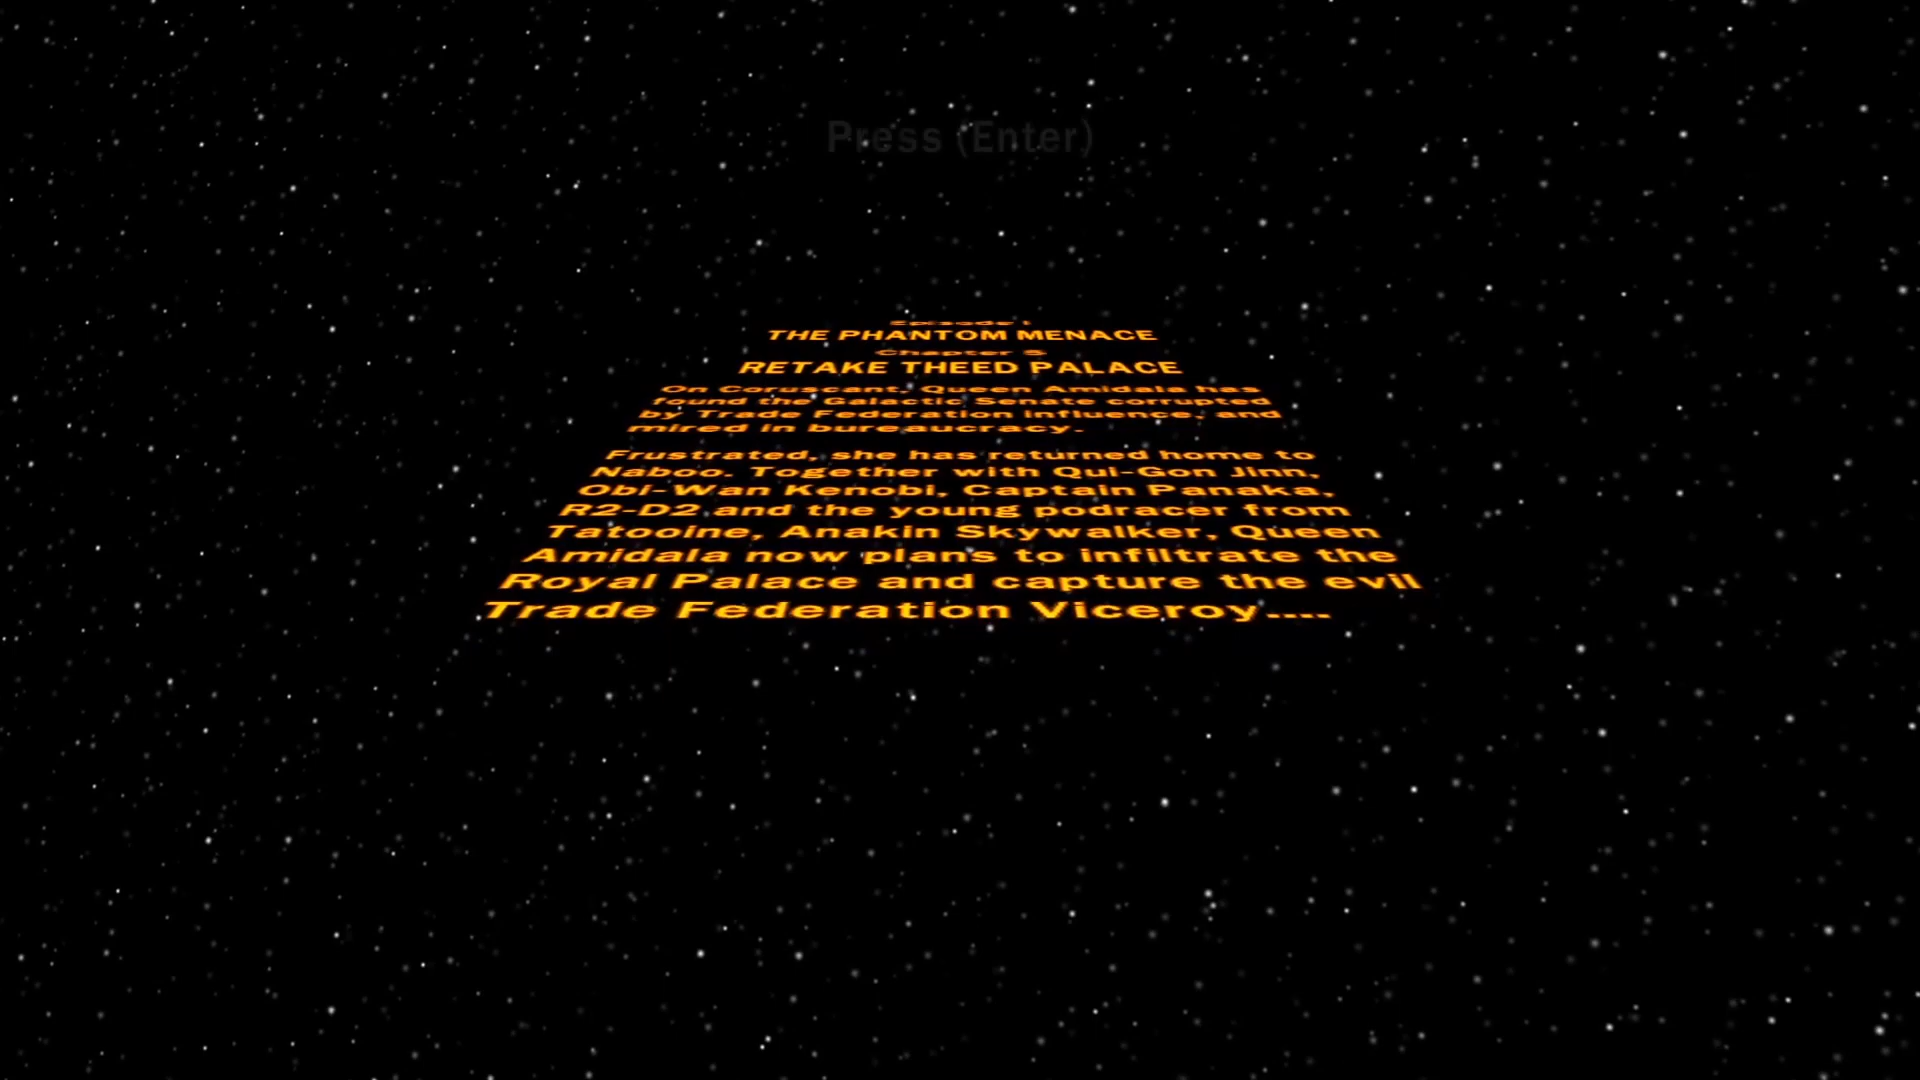 Press (Enter)
Episode I
THE PHANTOM MENACE
Chapter 5
RETAKE THEED PALACE
On Coruscant, Queen Amidala has
found the Galactic Senate corrupted
by Trade Federation influence, and
mired in bureaucracy.
Frustrated, she has returned home to
Naboo. Together with Qui-Gon Jinn,
Obi-Wan Kenobi, Captain Panaka,
R2-D2 and the young podracer from
Tatooine, Anakin Skywalker, Queen
Amidala now plans to infiltrate the
Royal Palace and capture the evil
Trade Federation Viceroy....